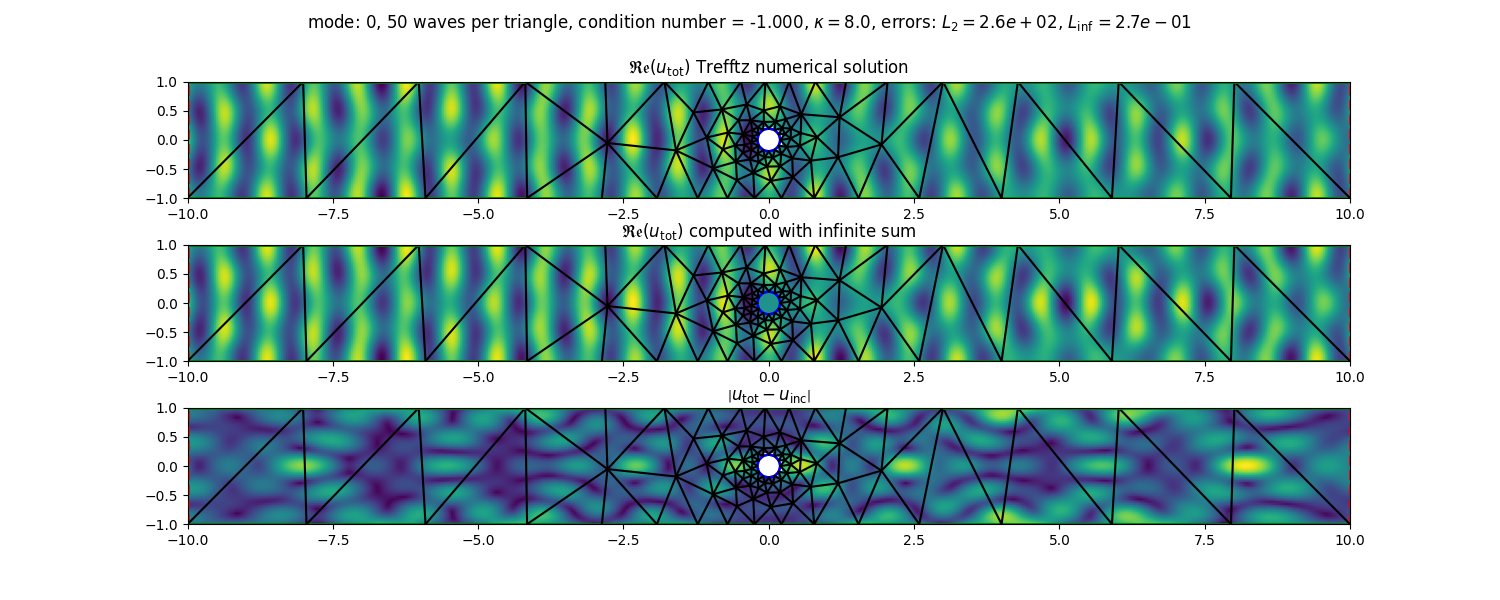 mode: 0, 50 waves per triangle, condition number = -1.000, κ = 8.0, errors: L₂ = 2.6e + 02, L_inf = 2.7e − 01
ℜ𝔢(u_tot) Trefftz numerical solution
1.0
0.5
0.0
−0.5
−1.0
−10.0 −7.5 −5.0 −2.5 0.0 2.5 5.0 7.5 10.0
ℜ𝔢(u_tot) computed with infinite sum
1.0
0.5
0.0
−0.5
−1.0
−10.0 −7.5 −5.0 −2.5 0.0 2.5 5.0 7.5 10.0
|u_tot − u_inc|
1.0
0.5
0.0
−0.5
−1.0
−10.0 −7.5 −5.0 −2.5 0.0 2.5 5.0 7.5 10.0